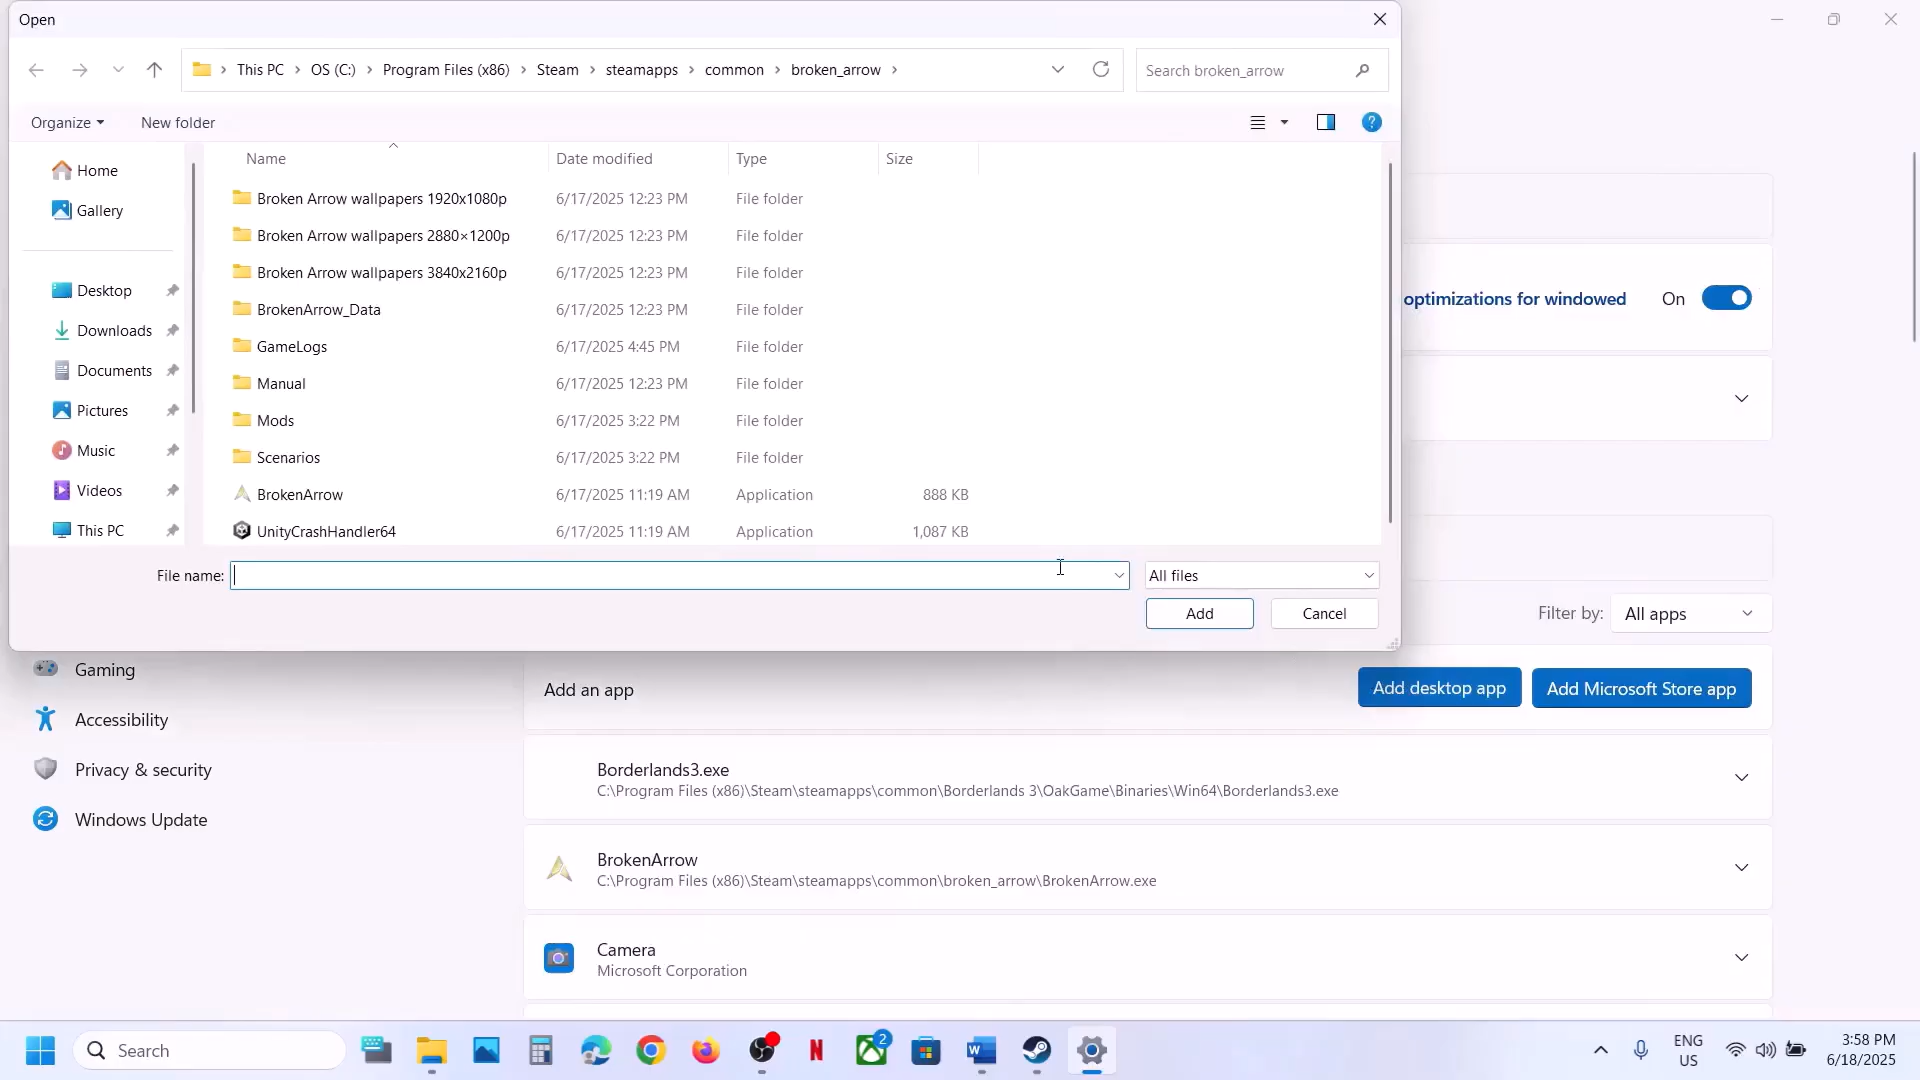 Open
This PC > OS (C:) > Program Files (x86) > Steam > steamapps > common > broken_arrow >
Search broken_arrow
Organize
New folder
Name
Date modified
Type
Size
Home
Gallery
Desktop
Downloads
Documents
Pictures
Music
Videos
This PC
Broken Arrow wallpapers 1920x1080p 6/17/2025 12:23 PM File folder
Broken Arrow wallpapers 2880×1200p 6/17/2025 12:23 PM File folder
Broken Arrow wallpapers 3840x2160p 6/17/2025 12:23 PM File folder
BrokenArrow_Data 6/17/2025 12:23 PM File folder
GameLogs 6/17/2025 4:45 PM File folder
Manual 6/17/2025 12:23 PM File folder
Mods 6/17/2025 3:22 PM File folder
Scenarios 6/17/2025 3:22 PM File folder
BrokenArrow 6/17/2025 11:19 AM Application 888 KB
UnityCrashHandler64 6/17/2025 11:19 AM Application 1,087 KB
File name:
All files
Add
Cancel
optimizations for windowed
On
Filter by:
All apps
Gaming
Accessibility
Privacy & security
Windows Update
Add an app
Add desktop app
Add Microsoft Store app
Borderlands3.exe
C:\Program Files (x86)\Steam\steamapps\common\Borderlands 3\OakGame\Binaries\Win64\Borderlands3.exe
BrokenArrow
C:\Program Files (x86)\Steam\steamapps\common\broken_arrow\BrokenArrow.exe
Camera
Microsoft Corporation
Search
2
ENG
US
3:58 PM
6/18/2025